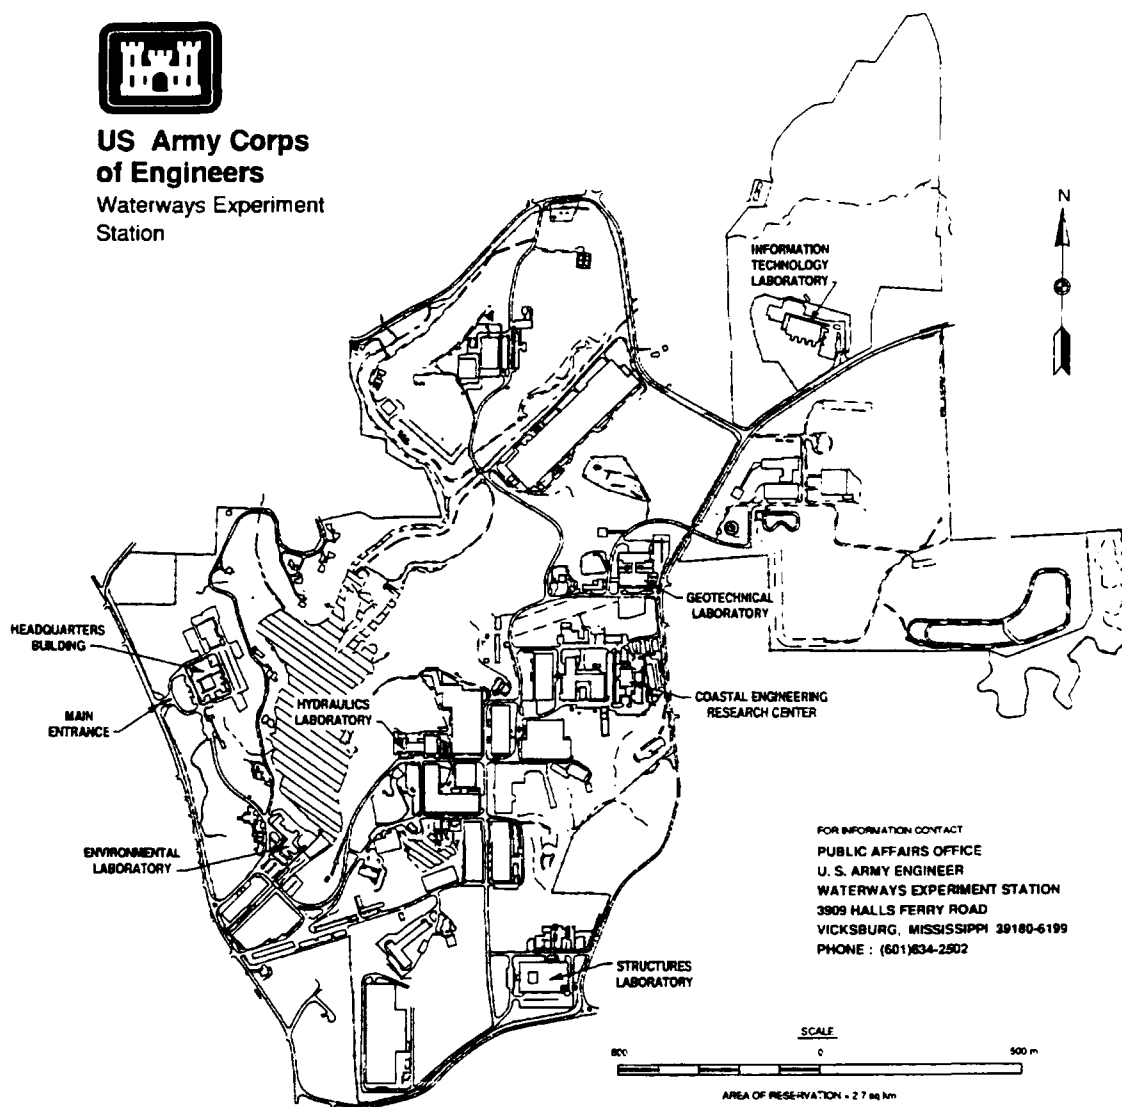 US Army Corps
of Engineers
Waterways Experiment
Station
N
INFORMATION
TECHNOLOGY
LABORATORY
GEOTECHNICAL
LABORATORY
HEADQUARTERS
BUILDING
MAIN
ENTRANCE
HYDRAULICS
LABORATORY
COASTAL ENGINEERING
RESEARCH CENTER
ENVIRONMENTAL
LABORATORY
STRUCTURES
LABORATORY
FOR INFORMATION CONTACT
PUBLIC AFFAIRS OFFICE
U. S. ARMY ENGINEER
WATERWAYS EXPERIMENT STATION
3909 HALLS FERRY ROAD
VICKSBURG, MISSISSIPPI 39180-6199
PHONE : (601)634-2502
SCALE
0
500 m
AREA OF RESERVATION = 2.7 sq km